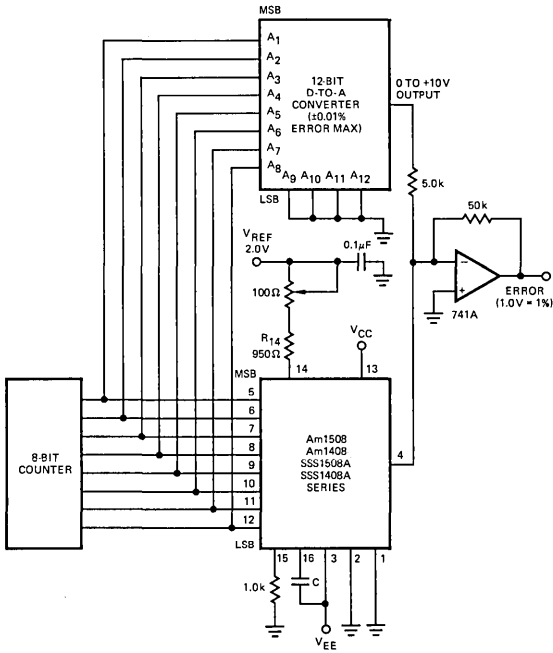 MSB
A1
A2
A3
A4
A5
A6
A7
A8
12-BIT
D-TO-A
CONVERTER
(±0.01%
ERROR MAX)
A9 A10 A11 A12
LSB
0 TO +10V
OUTPUT
5.0k
50k
VREF
2.0V
0.1μF
100Ω
R14
950Ω
−
+
741A
ERROR
(1.0V = 1%)
VCC
MSB
14
13
5
6
7
8
9
10
11
12
LSB
8-BIT
COUNTER
Am1508
Am1408
SSS1508A
SSS1408A
SERIES
4
15
16
3
2
1
1.0k
C
VEE